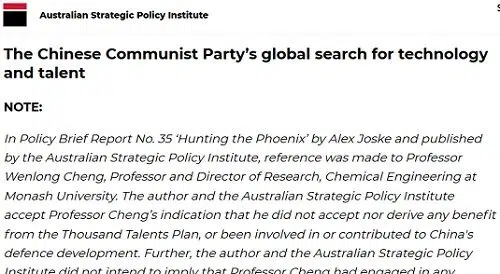 Australian Strategic Policy Institute
The Chinese Communist Party's global search for technology
and talent
NOTE:
In Policy Brief Report No. 35 'Hunting the Phoenix' by Alex Joske and published
by the Australian Strategic Policy Institute, reference was made to Professor
Wenlong Cheng, Professor and Director of Research, Chemical Engineering at
Monash University. The author and the Australian Strategic Policy Institute
accept Professor Cheng's indication that he did not accept nor derive any benefit
from the Thousand Talents Plan, or been involved in or contributed to China's
defence development. Further, the author and the Australian Strategic Policy
Institute did not intend to imply that Professor Cheng had engaged in any